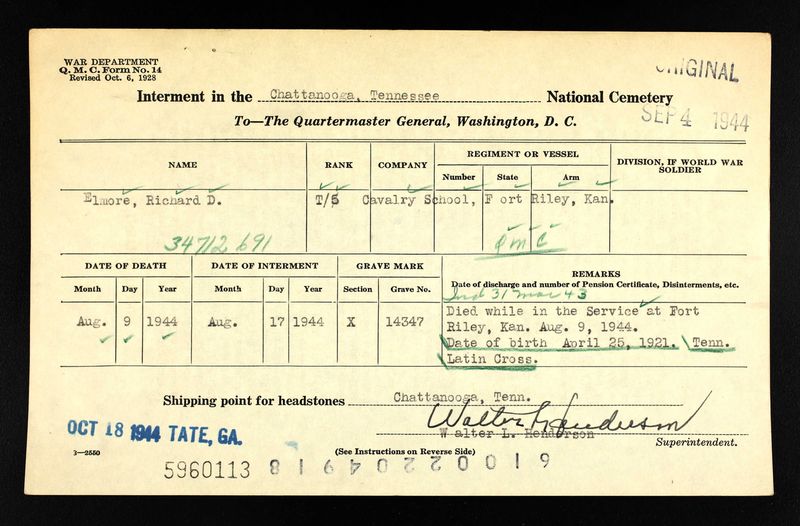 WAR DEPARTMENT
Q. M. C. Form No. 14
Revised Oct. 6, 1928
ORIGINAL
Interment in the Chattanooga, Tennessee National Cemetery
To—The Quartermaster General, Washington, D. C.
SEP 4 1944
NAME RANK COMPANY REGIMENT OR VESSEL DIVISION, IF WORLD WAR SOLDIER
Number State Arm
Elmore, Richard D. T/5 Cavalry School, Fort Riley, Kan.
34712691 QMC
DATE OF DEATH DATE OF INTERMENT GRAVE MARK REMARKS
Date of discharge and number of Pension Certificate, Disinterments, etc.
Month Day Year Month Day Year Section Grave No.
Ind 31 Mar 43
Aug. 9 1944 Aug. 17 1944 X 14347 Died while in the Service at Fort
Riley, Kan. Aug. 9, 1944.
Date of birth April 25, 1921. Tenn.
Latin Cross.
Shipping point for headstones Chattanooga, Tenn.
Walter L Henderson
OCT 18 1944 TATE, GA. Walter L. Henderson
Superintendent.
3—2550 (See Instructions on Reverse Side)
5960113 61002204918